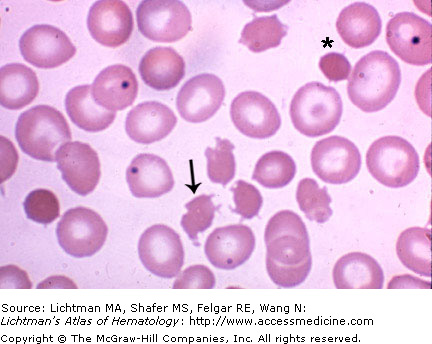 *
Source: Lichtman MA, Shafer MS, Felgar RE, Wang N:
Lichtman's Atlas of Hematology: http://www.accessmedicine.com
Copyright © The McGraw-Hill Companies, Inc. All rights reserved.